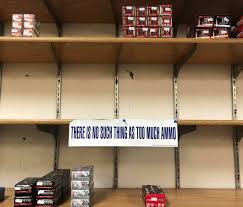 THERE IS NO SUCH THING AS TOO MUCH AMMO